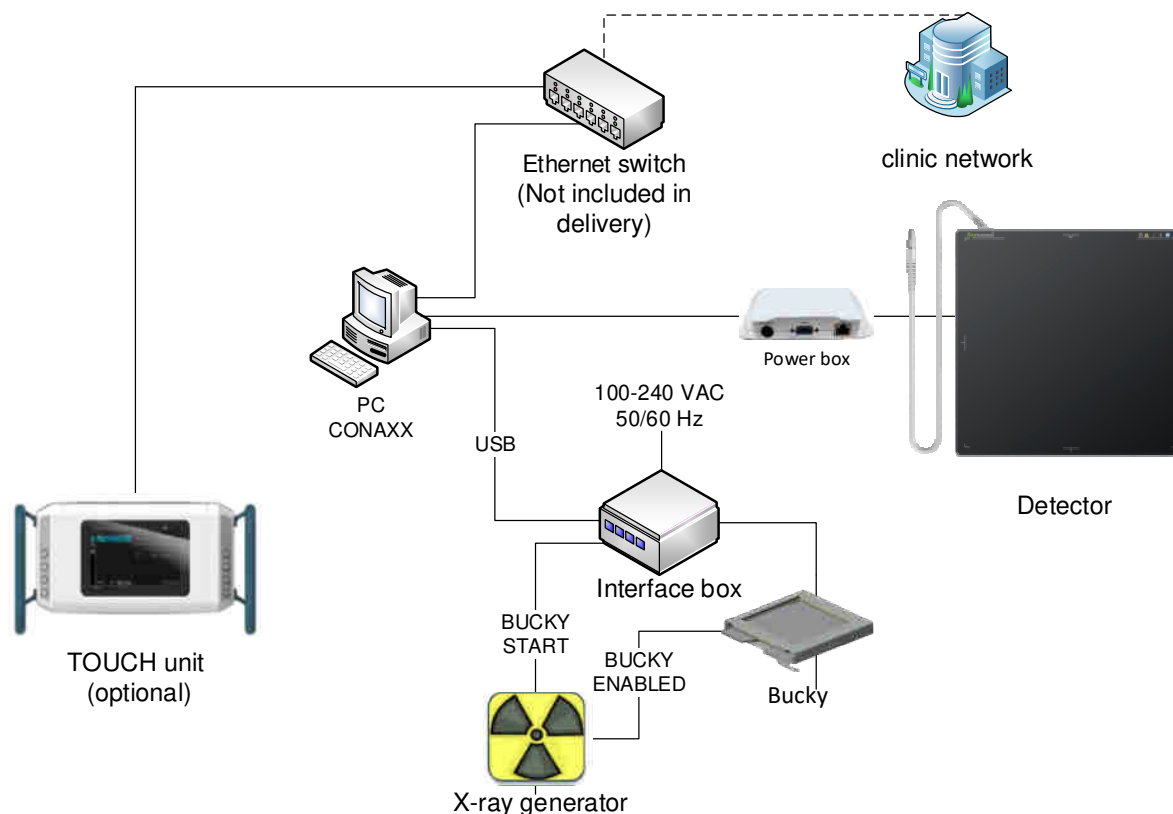 clinic network
Ethernet switch
(Not included in
delivery)
Power box
100-240 VAC
50/60 Hz
PC
CONAXX
USB
Detector
Interface box
BUCKY
START
BUCKY
ENABLED
Bucky
TOUCH unit
(optional)
X-ray generator